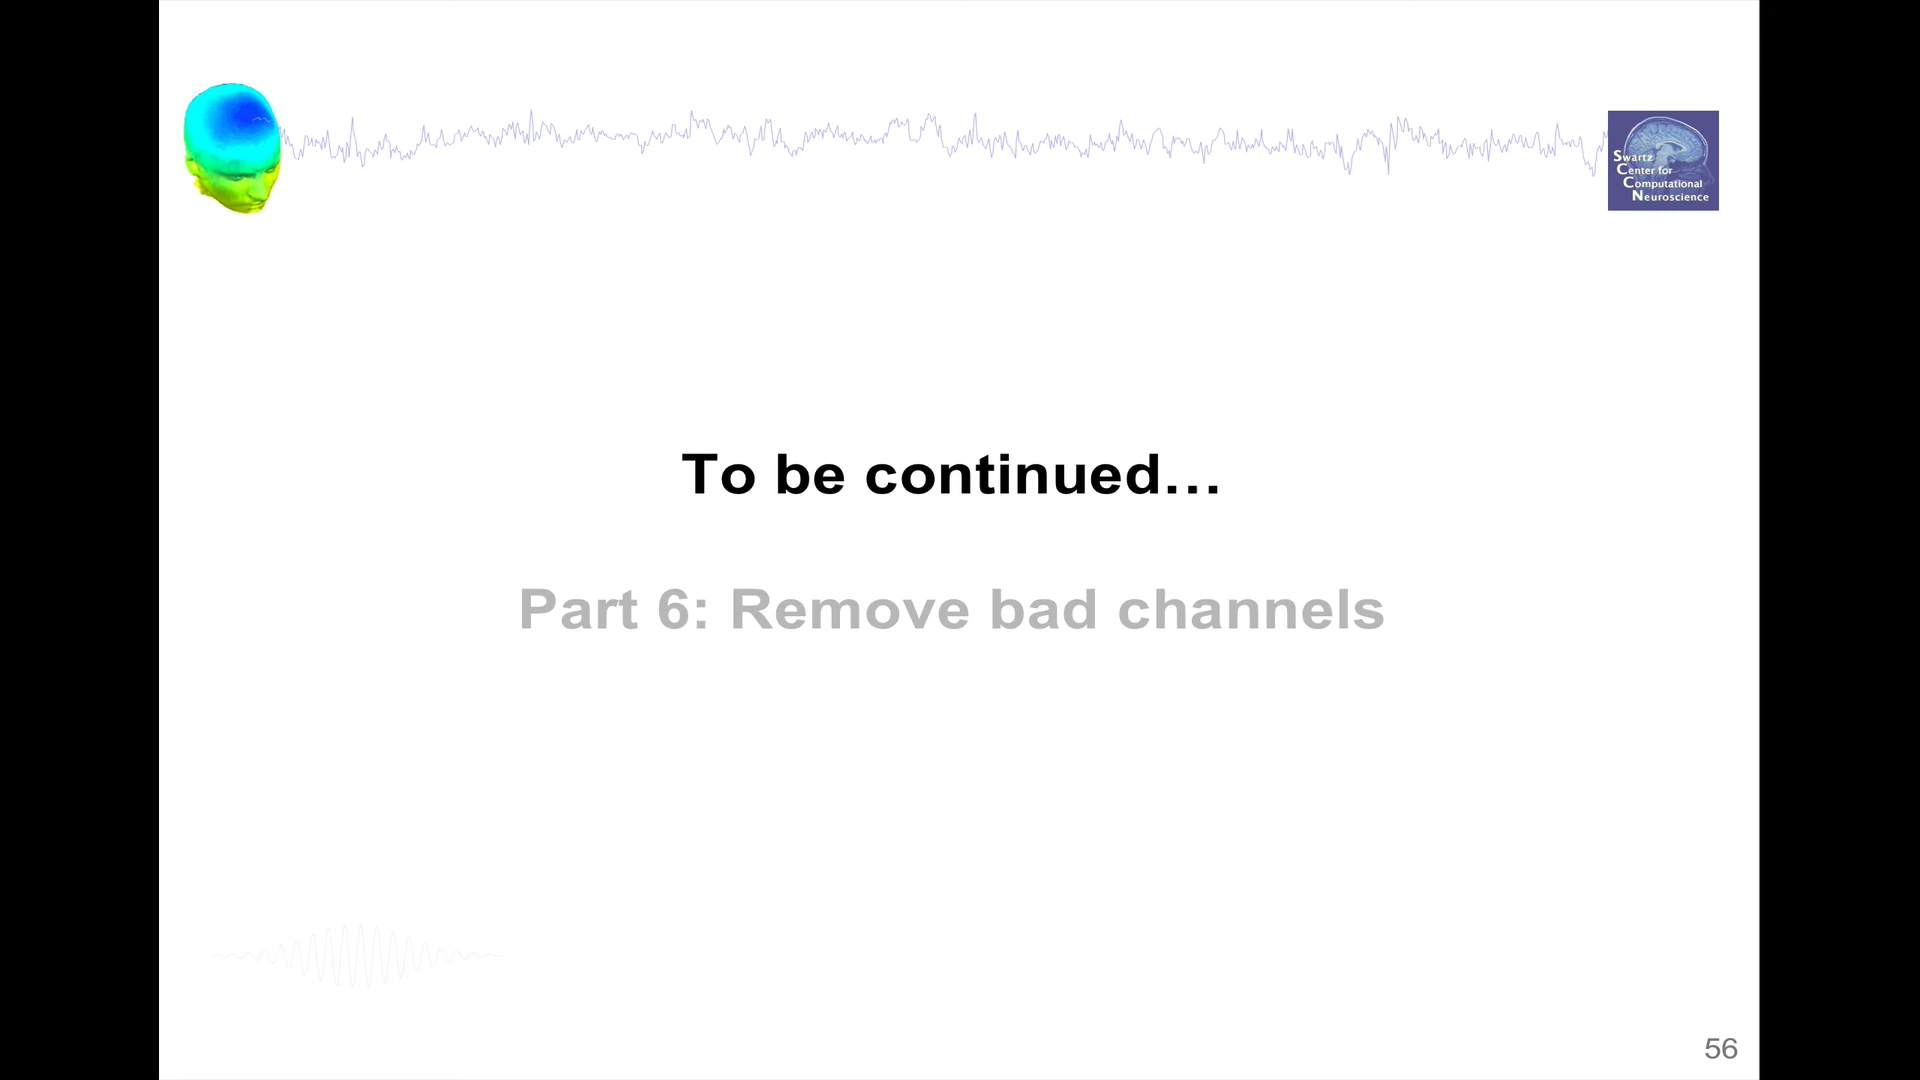 Swartz
Center for
Computational
Neuroscience
To be continued…
Part 6: Remove bad channels
56